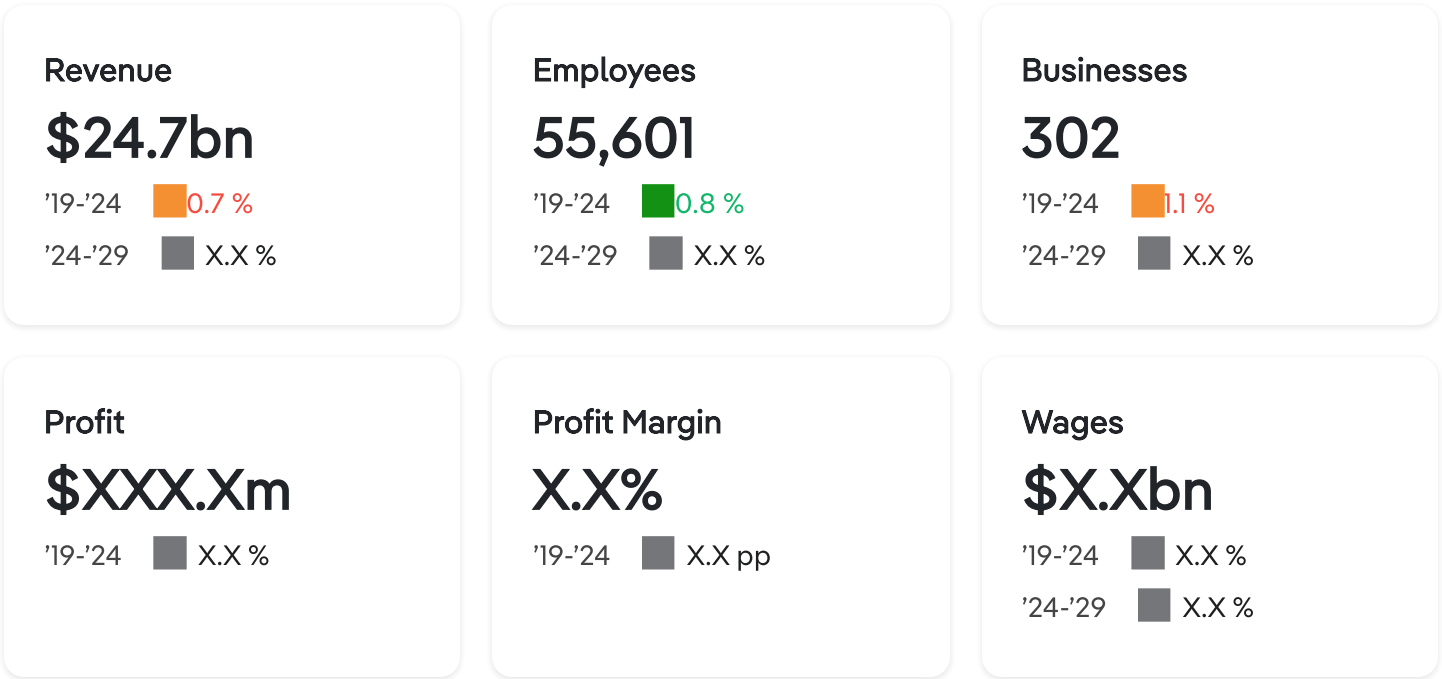 Revenue
$24.7bn
’19-’24 0.7 %
’24-’29 X.X %
Employees
55,601
’19-’24 0.8 %
’24-’29 X.X %
Businesses
302
’19-’24 1.1 %
’24-’29 X.X %
Profit
$XXX.Xm
’19-’24 X.X %
Profit Margin
X.X%
’19-’24 X.X pp
Wages
$X.Xbn
’19-’24 X.X %
’24-’29 X.X %